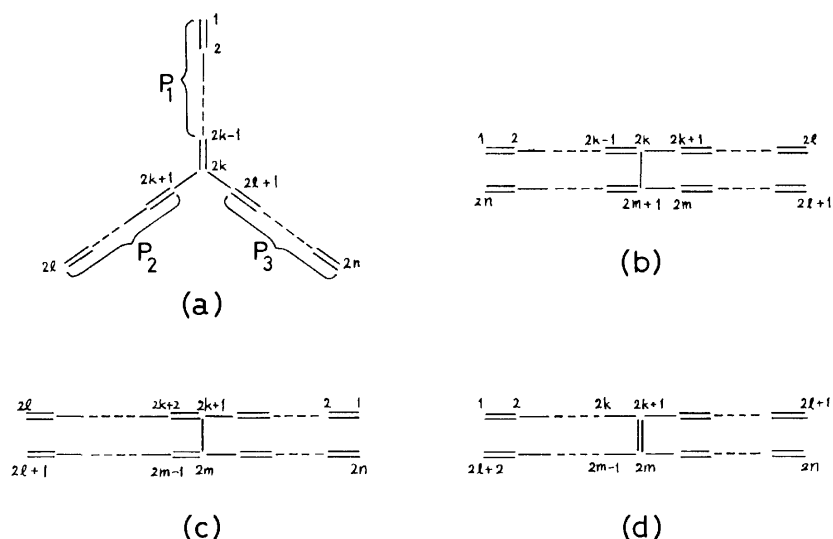 1
2
P₁
2k-1
2k
2k+1
2l+1
2l
P₂
P₃
2n
(a)
1 2 2k-1 2k 2k+1 2l
2n 2m+1 2m 2l+1
(b)
2l 2k+2 2k+1 2 1
2l+1 2m-1 2m 2n
(c)
1 2 2k 2k+1 2l+1
2l+2 2m-1 2m 2n
(d)